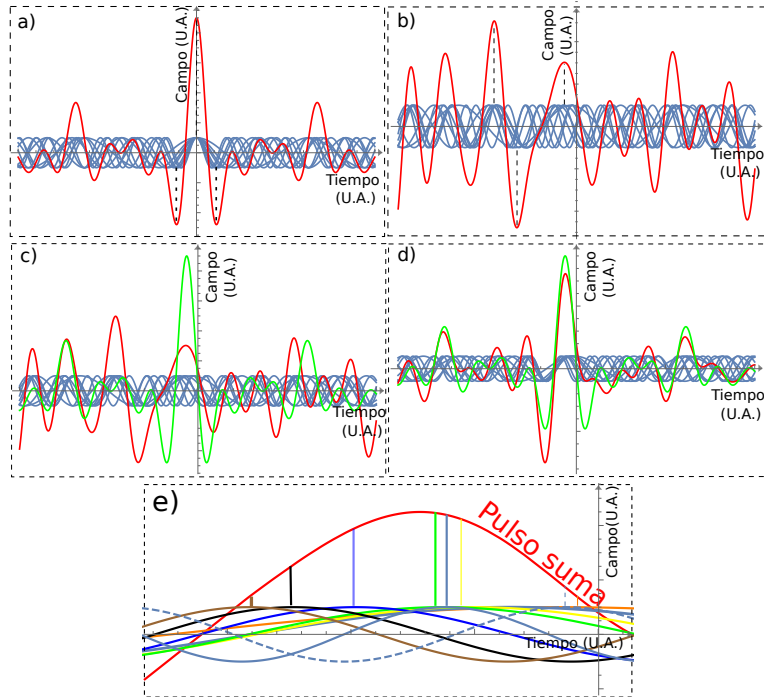 a)
Campo (U.A.)
Tiempo
(U.A.)
b)
Campo
(U.A.)
Tiempo
(U.A.)
c)
Campo
(U.A.)
Tiempo
(U.A.)
d)
Campo
(U.A.)
Tiempo
(U.A.)
e)
Pulso suma
Campo(U.A.)
Tiempo (U.A.)